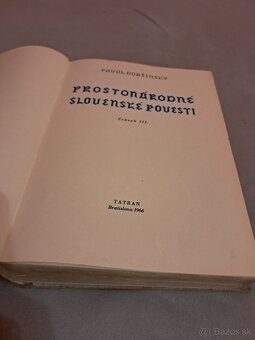 PAVOL DOBŠINSKÝ
PROSTONÁRODNÉ
SLOVENSKÉ POVESTI
Zväzok III.
TATRAN
Bratislava 1966
Bazos.sk